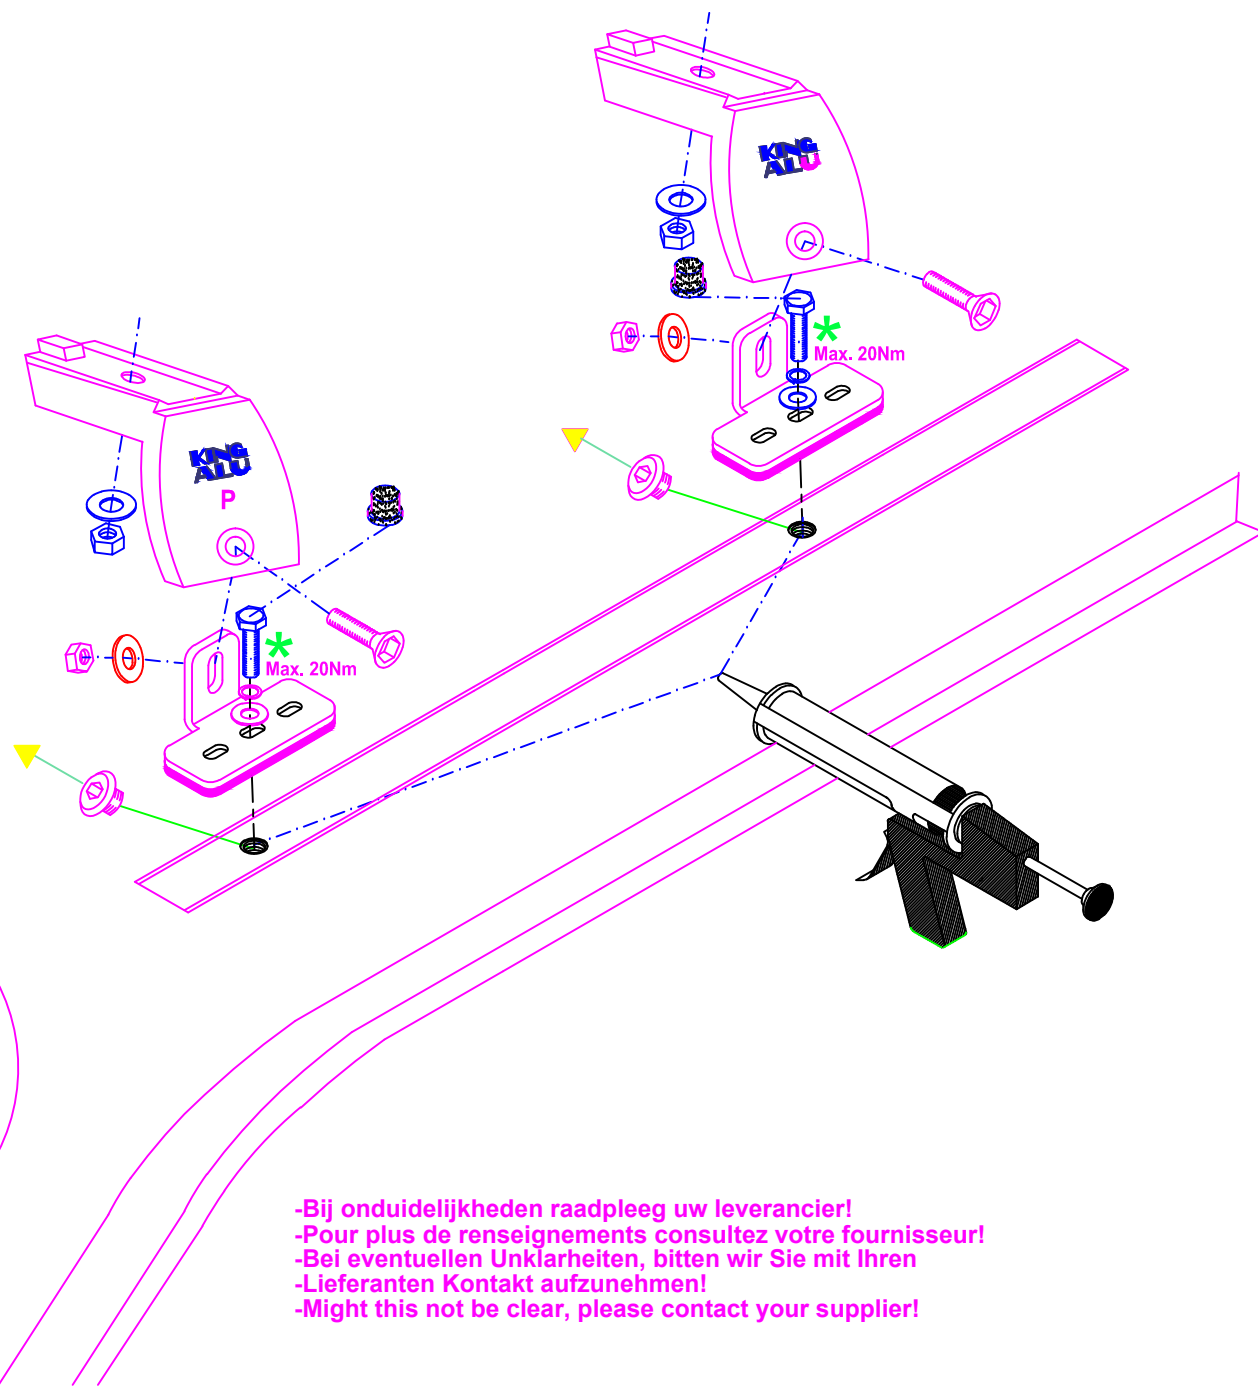 KING
ALU
Max. 20Nm
KING
ALU
P
Max. 20Nm
-Bij onduidelijkheden raadpleeg uw leverancier!
-Pour plus de renseignements consultez votre fournisseur!
-Bei eventuellen Unklarheiten, bitten wir Sie mit Ihren
-Lieferanten Kontakt aufzunehmen!
-Might this not be clear, please contact your supplier!